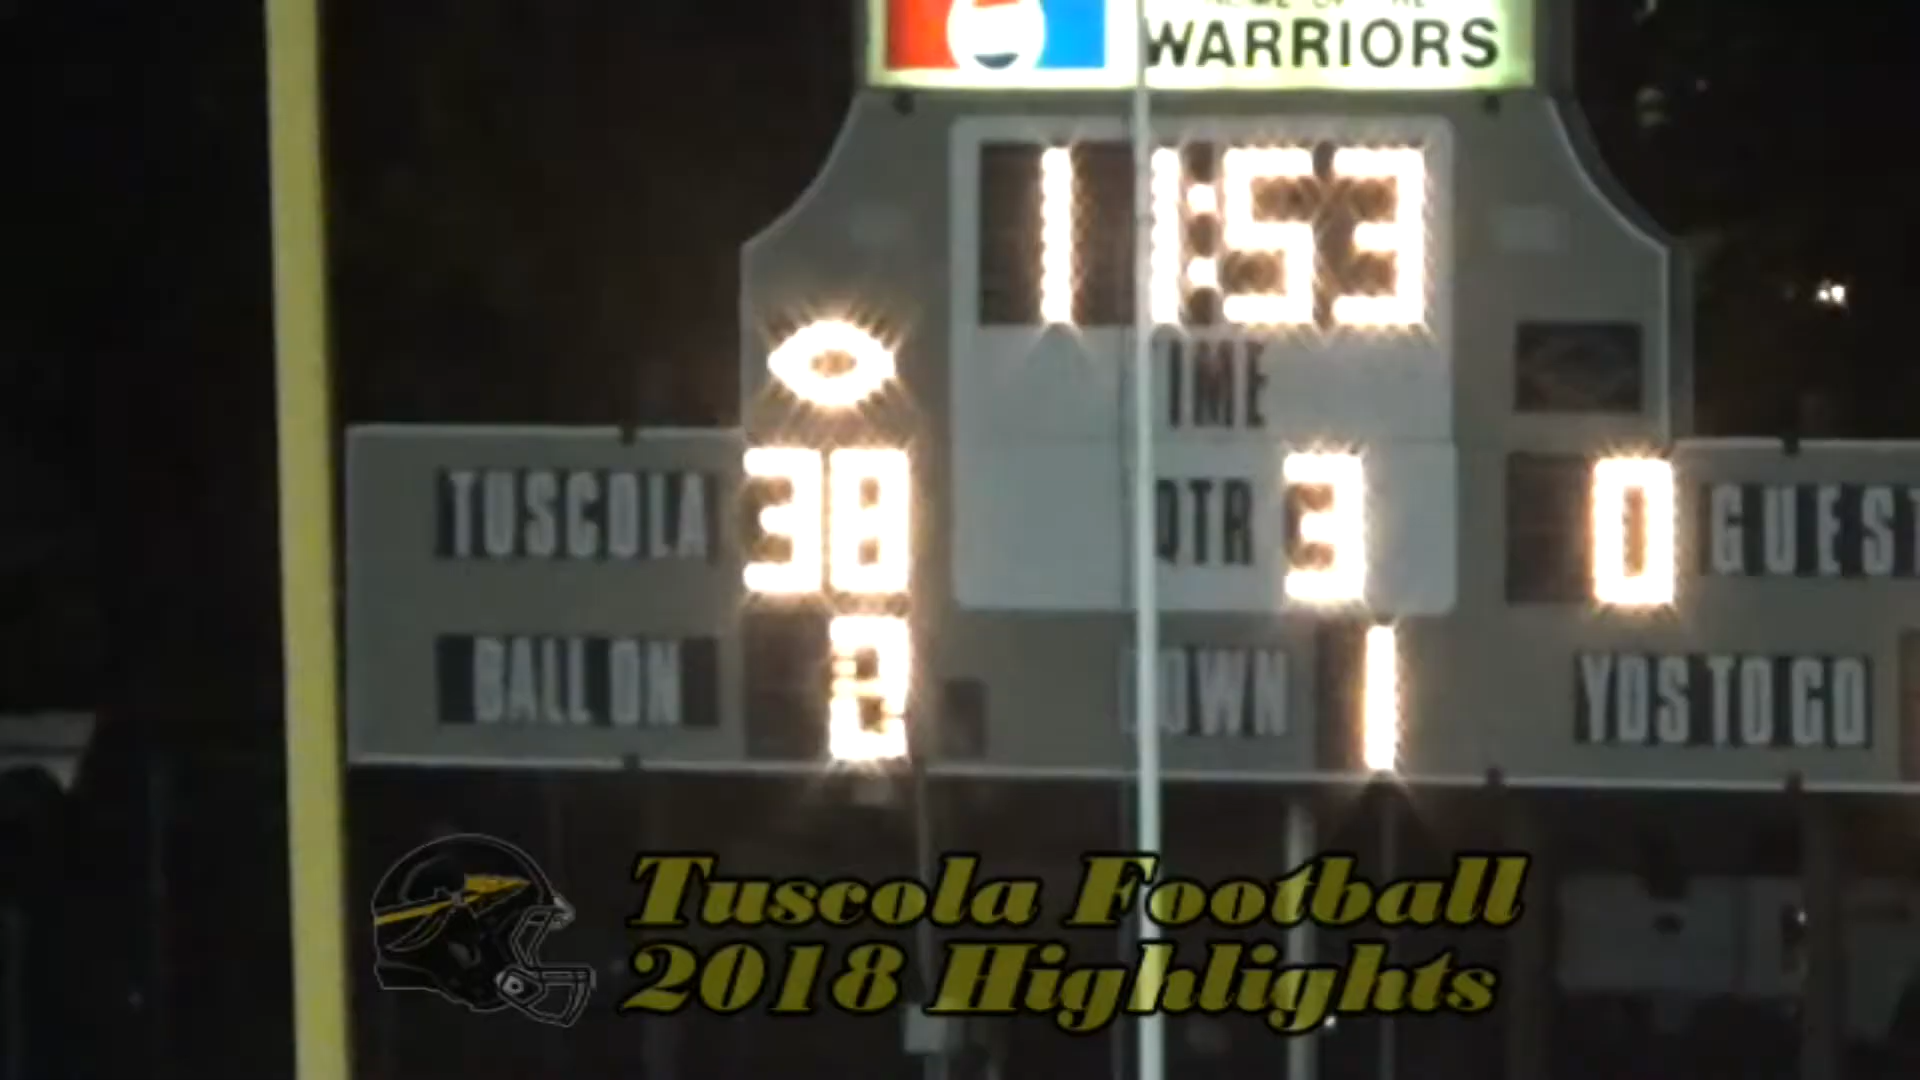 WARRIORS
11:53
TIME
TUSCOLA 38 QTR 3 0 GUEST
BALL ON 2 DOWN 1 YDS TO GO
Tuscola Football
2018 Highlights